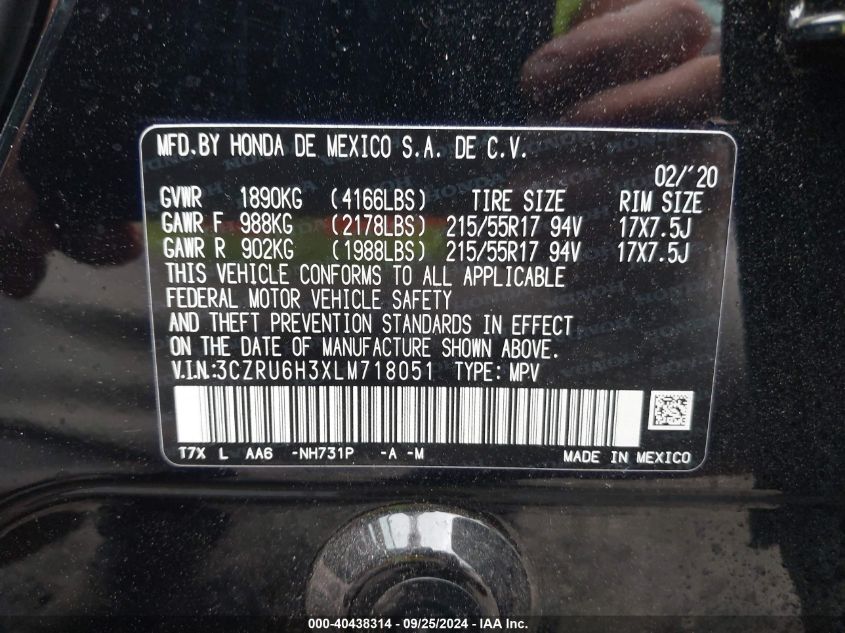 MFD.BY HONDA DE MEXICO S.A. DE C.V.
02/'20
GVWR 1890KG (4166LBS) TIRE SIZE RIM SIZE
GAWR F 988KG (2178LBS) 215/55R17 94V 17X7.5J
GAWR R 902KG (1988LBS) 215/55R17 94V 17X7.5J
THIS VEHICLE CONFORMS TO ALL APPLICABLE
FEDERAL MOTOR VEHICLE SAFETY
AND THEFT PREVENTION STANDARDS IN EFFECT
ON THE DATE OF MANUFACTURE SHOWN ABOVE.
V.I.N:3CZRU6H3XLM718051 TYPE: MPV
T7X L AA6 -NH731P -A -M MADE IN MEXICO
000-40438314 - 09/25/2024 - IAA Inc.